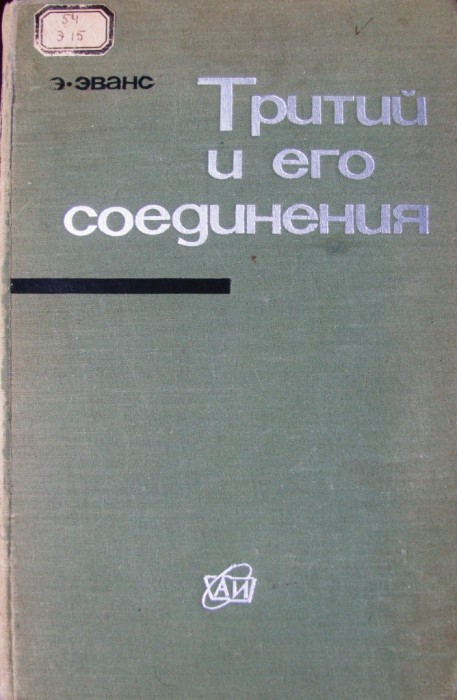 54
Э 15
Э·ЭВАНС
Тритий
и его
соединения
АИ